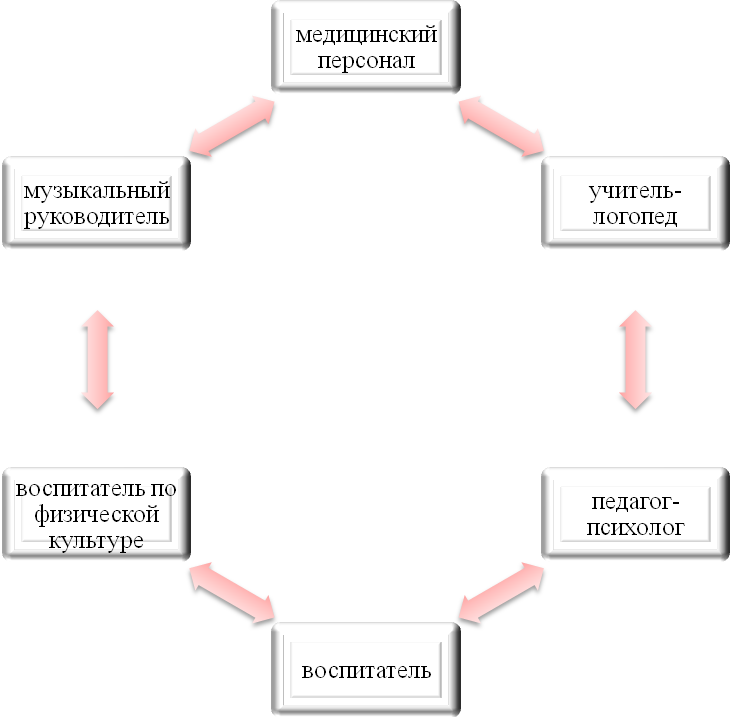 медицинский
персонал
музыкальный
руководитель
учитель-
логопед
воспитатель по
физической
культуре
педагог-
психолог
воспитатель